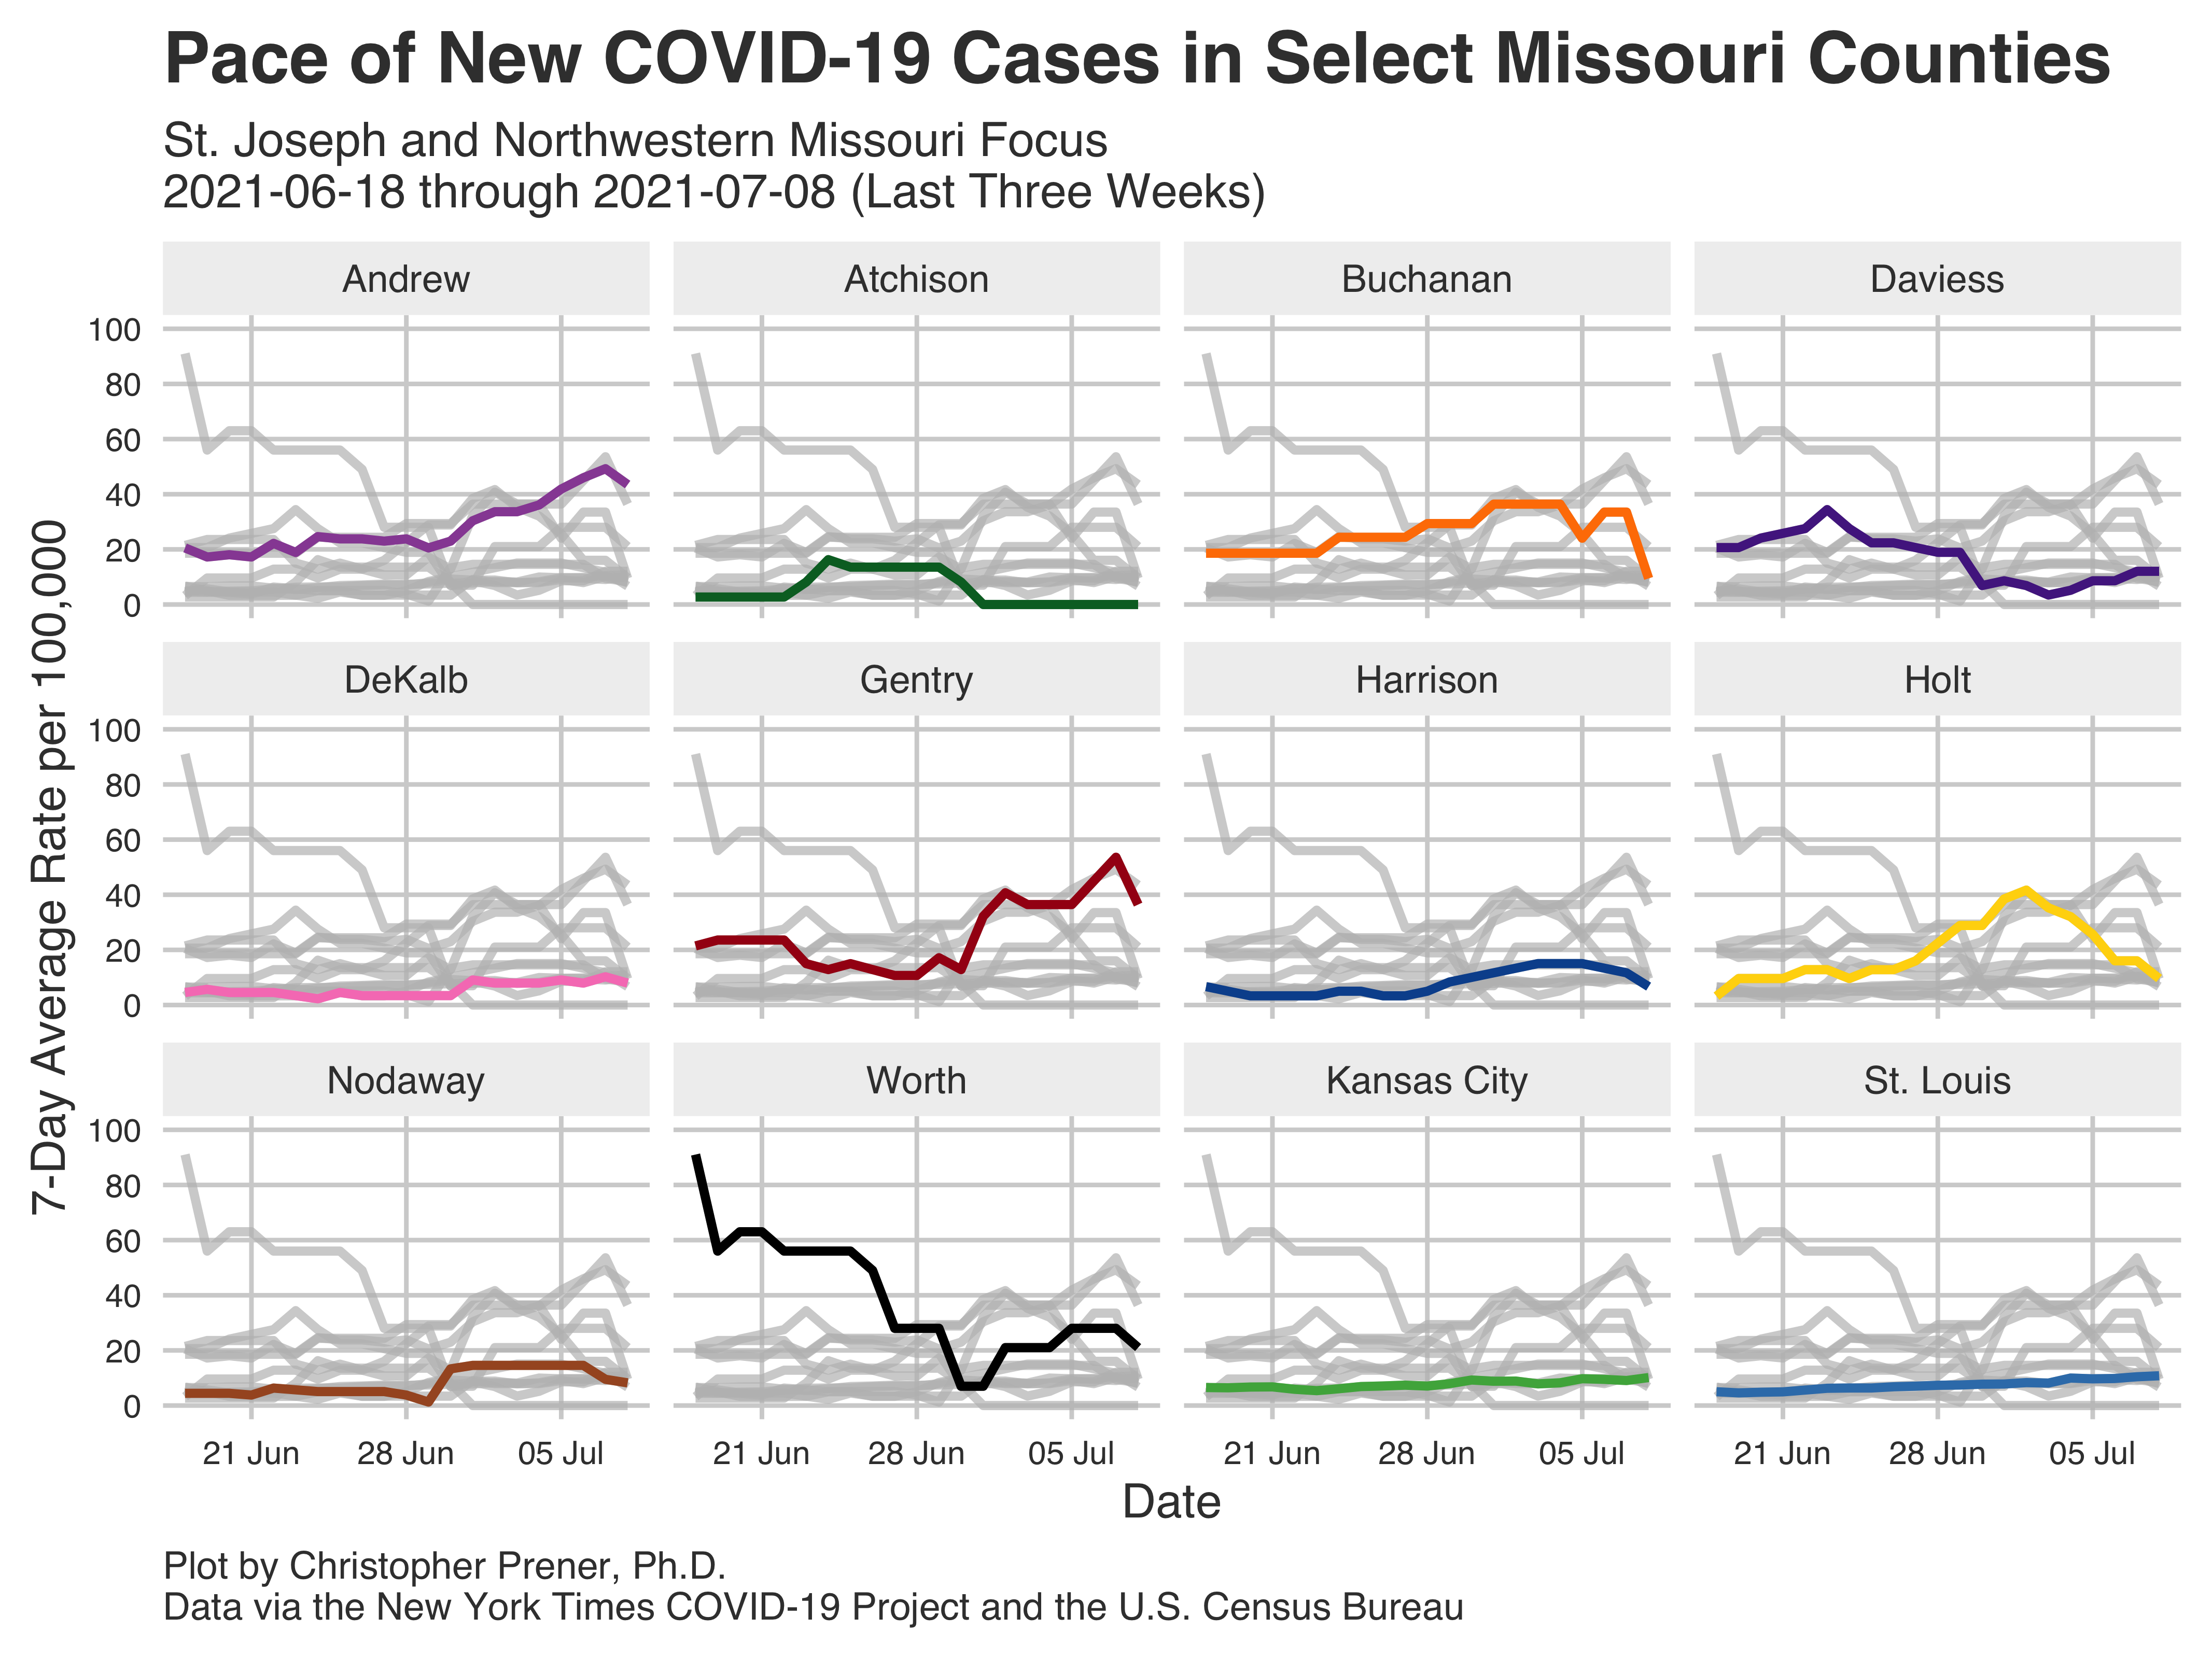 Pace of New COVID-19 Cases in Select Missouri Counties
St. Joseph and Northwestern Missouri Focus
2021-06-18 through 2021-07-08 (Last Three Weeks)
Andrew
Atchison
Buchanan
Daviess
100
80
60
40
20
0
DeKalb
Gentry
Harrison
Holt
100
80
60
40
20
0
Nodaway
Worth
Kansas City
St. Louis
100
80
60
40
20
0
7-Day Average Rate per 100,000
21 Jun 28 Jun 05 Jul
21 Jun 28 Jun 05 Jul
21 Jun 28 Jun 05 Jul
21 Jun 28 Jun 05 Jul
Date
Plot by Christopher Prener, Ph.D.
Data via the New York Times COVID-19 Project and the U.S. Census Bureau